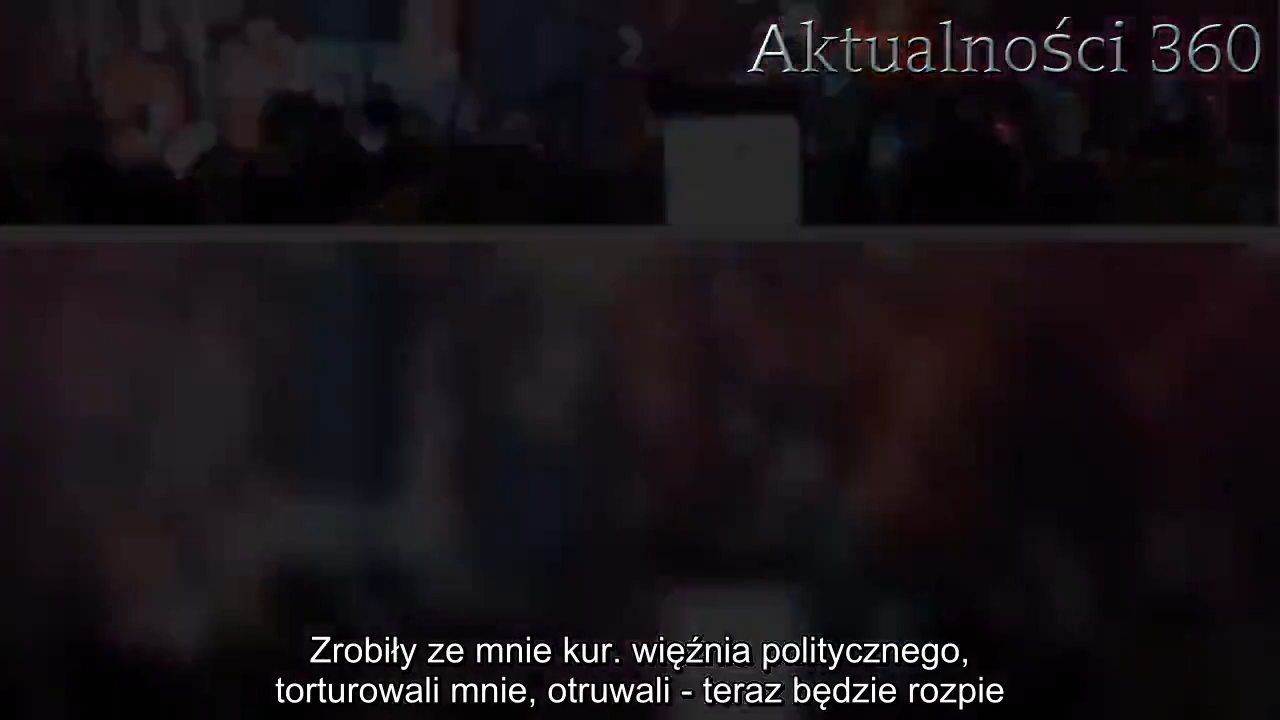 Aktualności 360
Zrobiły ze mnie kur. więźnia politycznego,
torturowali mnie, otruwali - teraz będzie rozpie